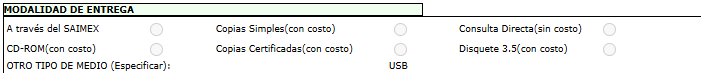 MODALIDAD DE ENTREGA
A través del SAIMEX Copias Simples(con costo) Consulta Directa(sin costo)
CD-ROM(con costo) Copias Certificadas(con costo) Disquete 3.5(con costo)
OTRO TIPO DE MEDIO (Especificar): USB